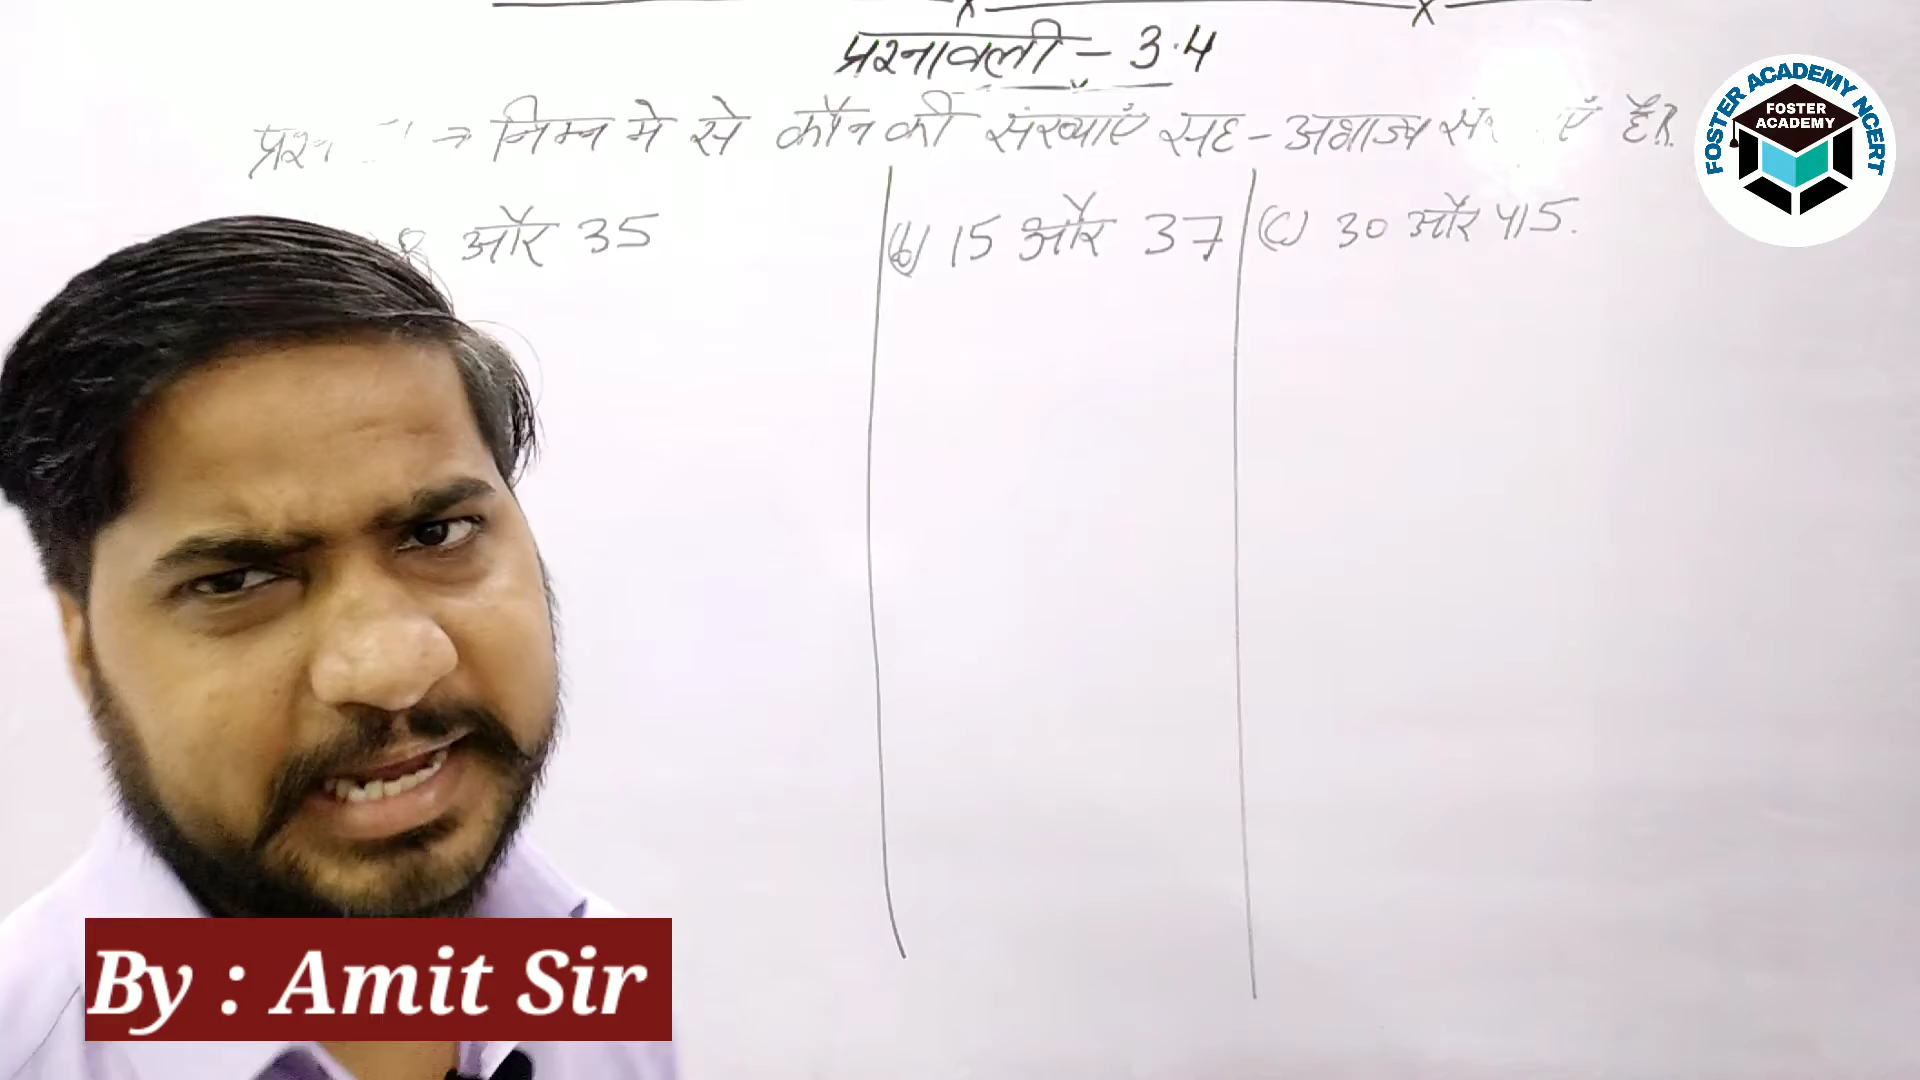 प्रश्नावली - 3.4
प्रश्न → निम्न मे से कौन की संख्याएँ सह-अभाज्य है।
और 35
(b) 15 और 37
(c) 30 और 415.
FOSTER ACADEMY NCERT
FOSTER
ACADEMY
By : Amit Sir